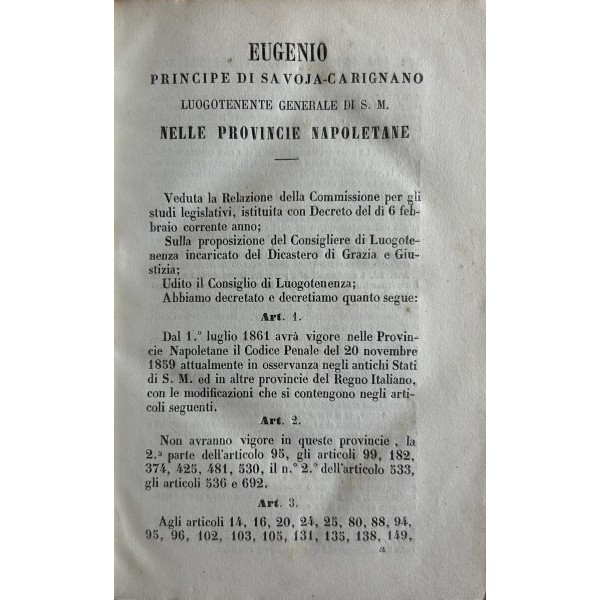 EUGENIO
PRINCIPE DI SAVOJA-CARIGNANO
LUOGOTENENTE GENERALE DI S. M.
NELLE PROVINCIE NAPOLETANE
Veduta la Relazione della Commissione per gli
studi legislativi, istituita con Decreto del dì 6 feb-
braio corrente anno;
Sulla proposizione del Consigliere di Luogote-
nenza incaricato del Dicastero di Grazia e Giu-
stizia;
Udito il Consiglio di Luogotenenza;
Abbiamo decretato e decretiamo quanto segue:
Art. 1.
Dal 1.° luglio 1861 avrà vigore nelle Provin-
cie Napoletane il Codice Penale del 20 novembre
1859 attualmente in osservanza negli antichi Stati
di S. M. ed in altre provincie del Regno Italiano,
con le modificazioni che si contengono negli arti-
coli seguenti.
Art. 2.
Non avranno vigore in queste provincie, la
2.ª parte dell'articolo 95, gli articoli 99, 182,
374, 425, 481, 530, il n.° 2.° dell'articolo 533,
gli articoli 536 e 692.
Art. 3.
Agli articoli 14, 16, 20, 24, 25, 80, 88, 94,
95, 96, 102, 103, 105, 131, 135, 138, 149,
a